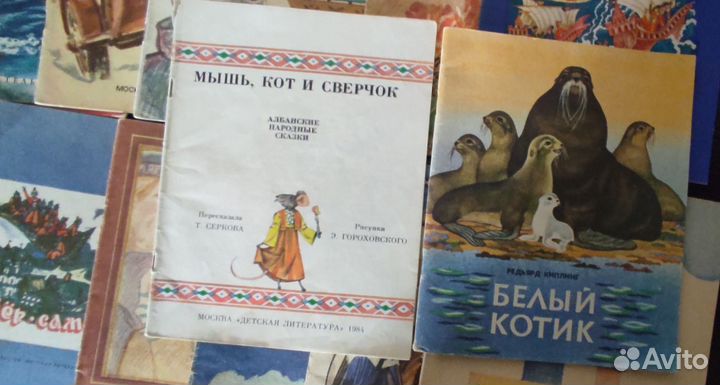 МОСК
МЫШЬ, КОТ И СВЕРЧОК
АЛБАНСКИЕ
НАРОДНЫЕ
СКАЗКИ
Пересказала
Т. СЕРКОВА
Рисунки
Э. ГОРОХОВСКОГО
МОСКВА «ДЕТСКАЯ ЛИТЕРАТУРА» 1984
РЕДЬЯРД КИПЛИНГ
БЕЛЫЙ
КОТИК
Avito